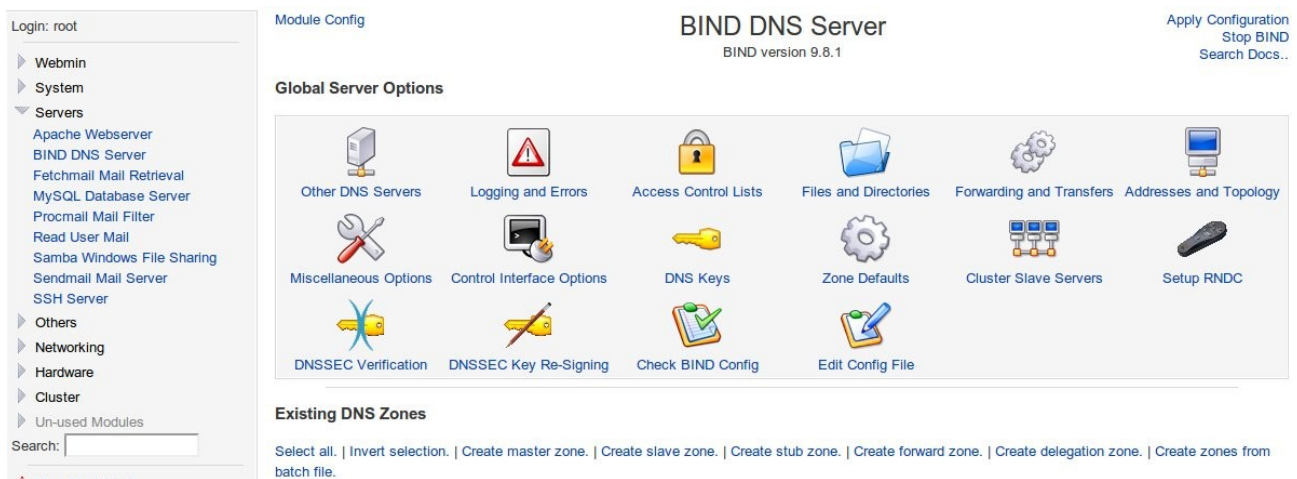 Login: root
Webmin
System
Servers
Apache Webserver
BIND DNS Server
Fetchmail Mail Retrieval
MySQL Database Server
Procmail Mail Filter
Read User Mail
Samba Windows File Sharing
Sendmail Mail Server
SSH Server
Others
Networking
Hardware
Cluster
Un-used Modules
Search:
Module Config
BIND DNS Server
BIND version 9.8.1
Apply Configuration
Stop BIND
Search Docs..
Global Server Options
Other DNS Servers
Logging and Errors
Access Control Lists
Files and Directories
Forwarding and Transfers
Addresses and Topology
Miscellaneous Options
Control Interface Options
DNS Keys
Zone Defaults
Cluster Slave Servers
Setup RNDC
DNSSEC Verification
DNSSEC Key Re-Signing
Check BIND Config
Edit Config File
Existing DNS Zones
Select all. | Invert selection. | Create master zone. | Create slave zone. | Create stub zone. | Create forward zone. | Create delegation zone. | Create zones from
batch file.